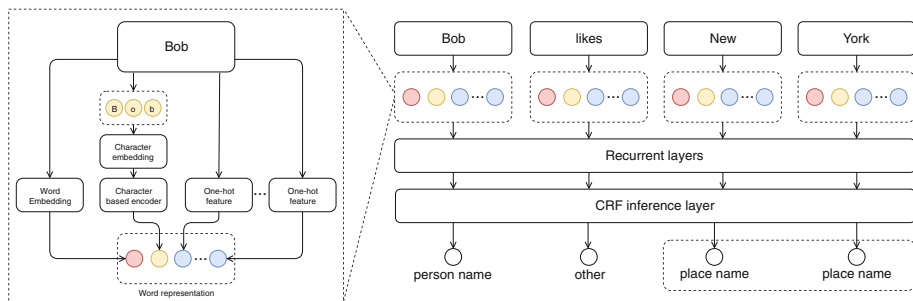 Bob
B o b
Character
embedding
Word
Embedding
Character
based encoder
One-hot
feature
One-hot
feature
Word representation
Bob likes New York
Recurrent layers
CRF inference layer
person name other place name place name